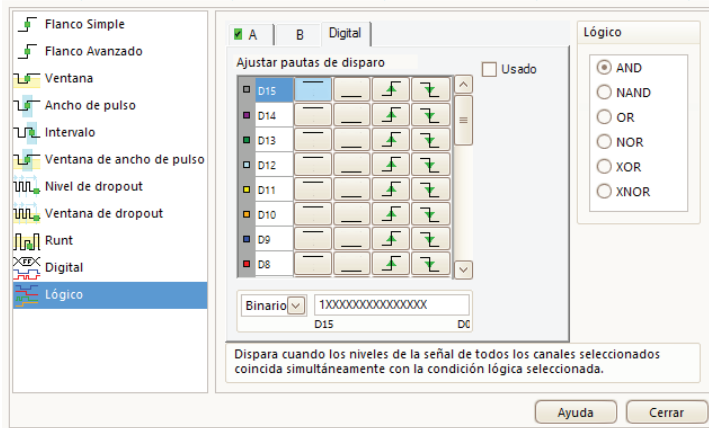 Flanco Simple
Flanco Avanzado
Ventana
Ancho de pulso
Intervalo
Ventana de ancho de pulso
Nivel de dropout
Ventana de dropout
Runt
Digital
Lógico
A B Digital
Ajustar pautas de disparo
Usado
D15
D14
D13
D12
D11
D10
D9
D8
Binario 1XXXXXXXXXXXXXXX
D15 D0
Lógico
AND
NAND
OR
NOR
XOR
XNOR
Dispara cuando los niveles de la señal de todos los canales seleccionados
coincida simultáneamente con la condición lógica seleccionada.
Ayuda Cerrar